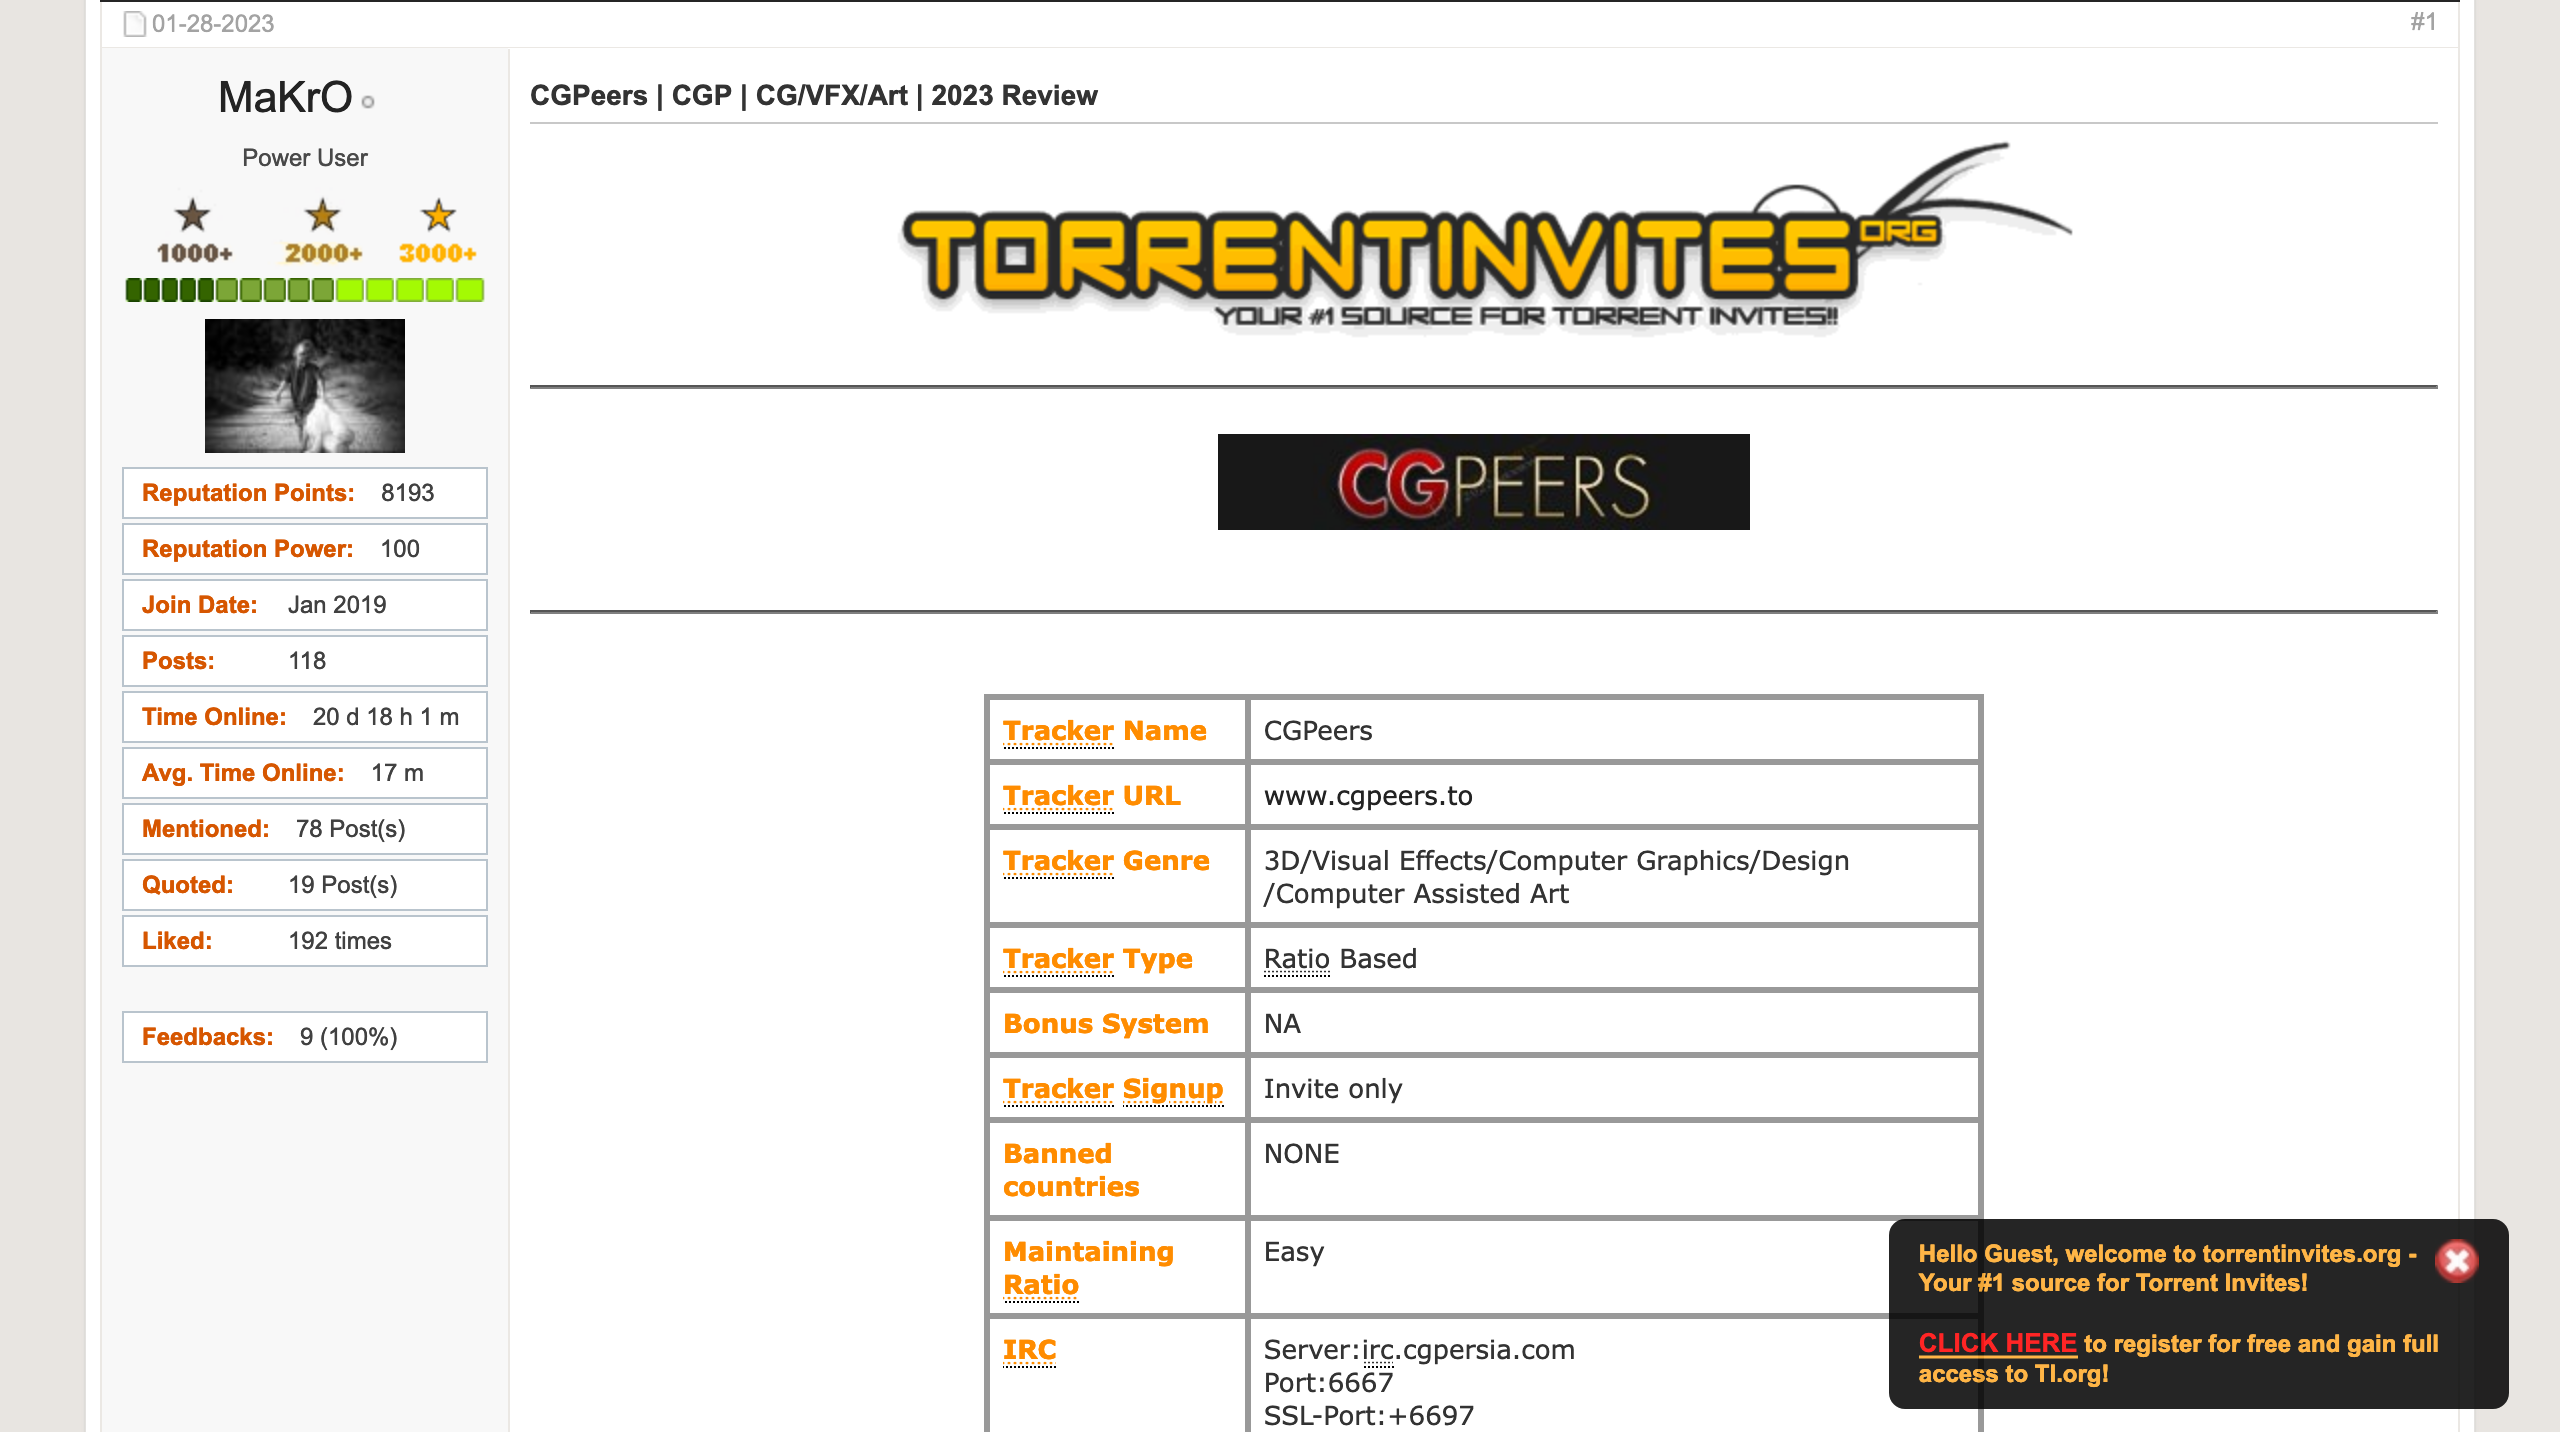 01-28-2023
#1
MaKrO
Power User
1000+ 2000+ 3000+
Reputation Points: 8193
Reputation Power: 100
Join Date: Jan 2019
Posts: 118
Time Online: 20 d 18 h 1 m
Avg. Time Online: 17 m
Mentioned: 78 Post(s)
Quoted: 19 Post(s)
Liked: 192 times
Feedbacks: 9 (100%)
CGPeers | CGP | CG/VFX/Art | 2023 Review
TORRENTINVITES ORG
YOUR #1 SOURCE FOR TORRENT INVITES!!
CGPEERS
Tracker Name CGPeers
Tracker URL www.cgpeers.to
Tracker Genre 3D/Visual Effects/Computer Graphics/Design
/Computer Assisted Art
Tracker Type Ratio Based
Bonus System NA
Tracker Signup Invite only
Banned NONE
countries
Maintaining Easy
Ratio
IRC Server:irc.cgpersia.com
Port:6667
SSL-Port:+6697
Hello Guest, welcome to torrentinvites.org -
Your #1 source for Torrent Invites!
CLICK HERE to register for free and gain full
access to TI.org!